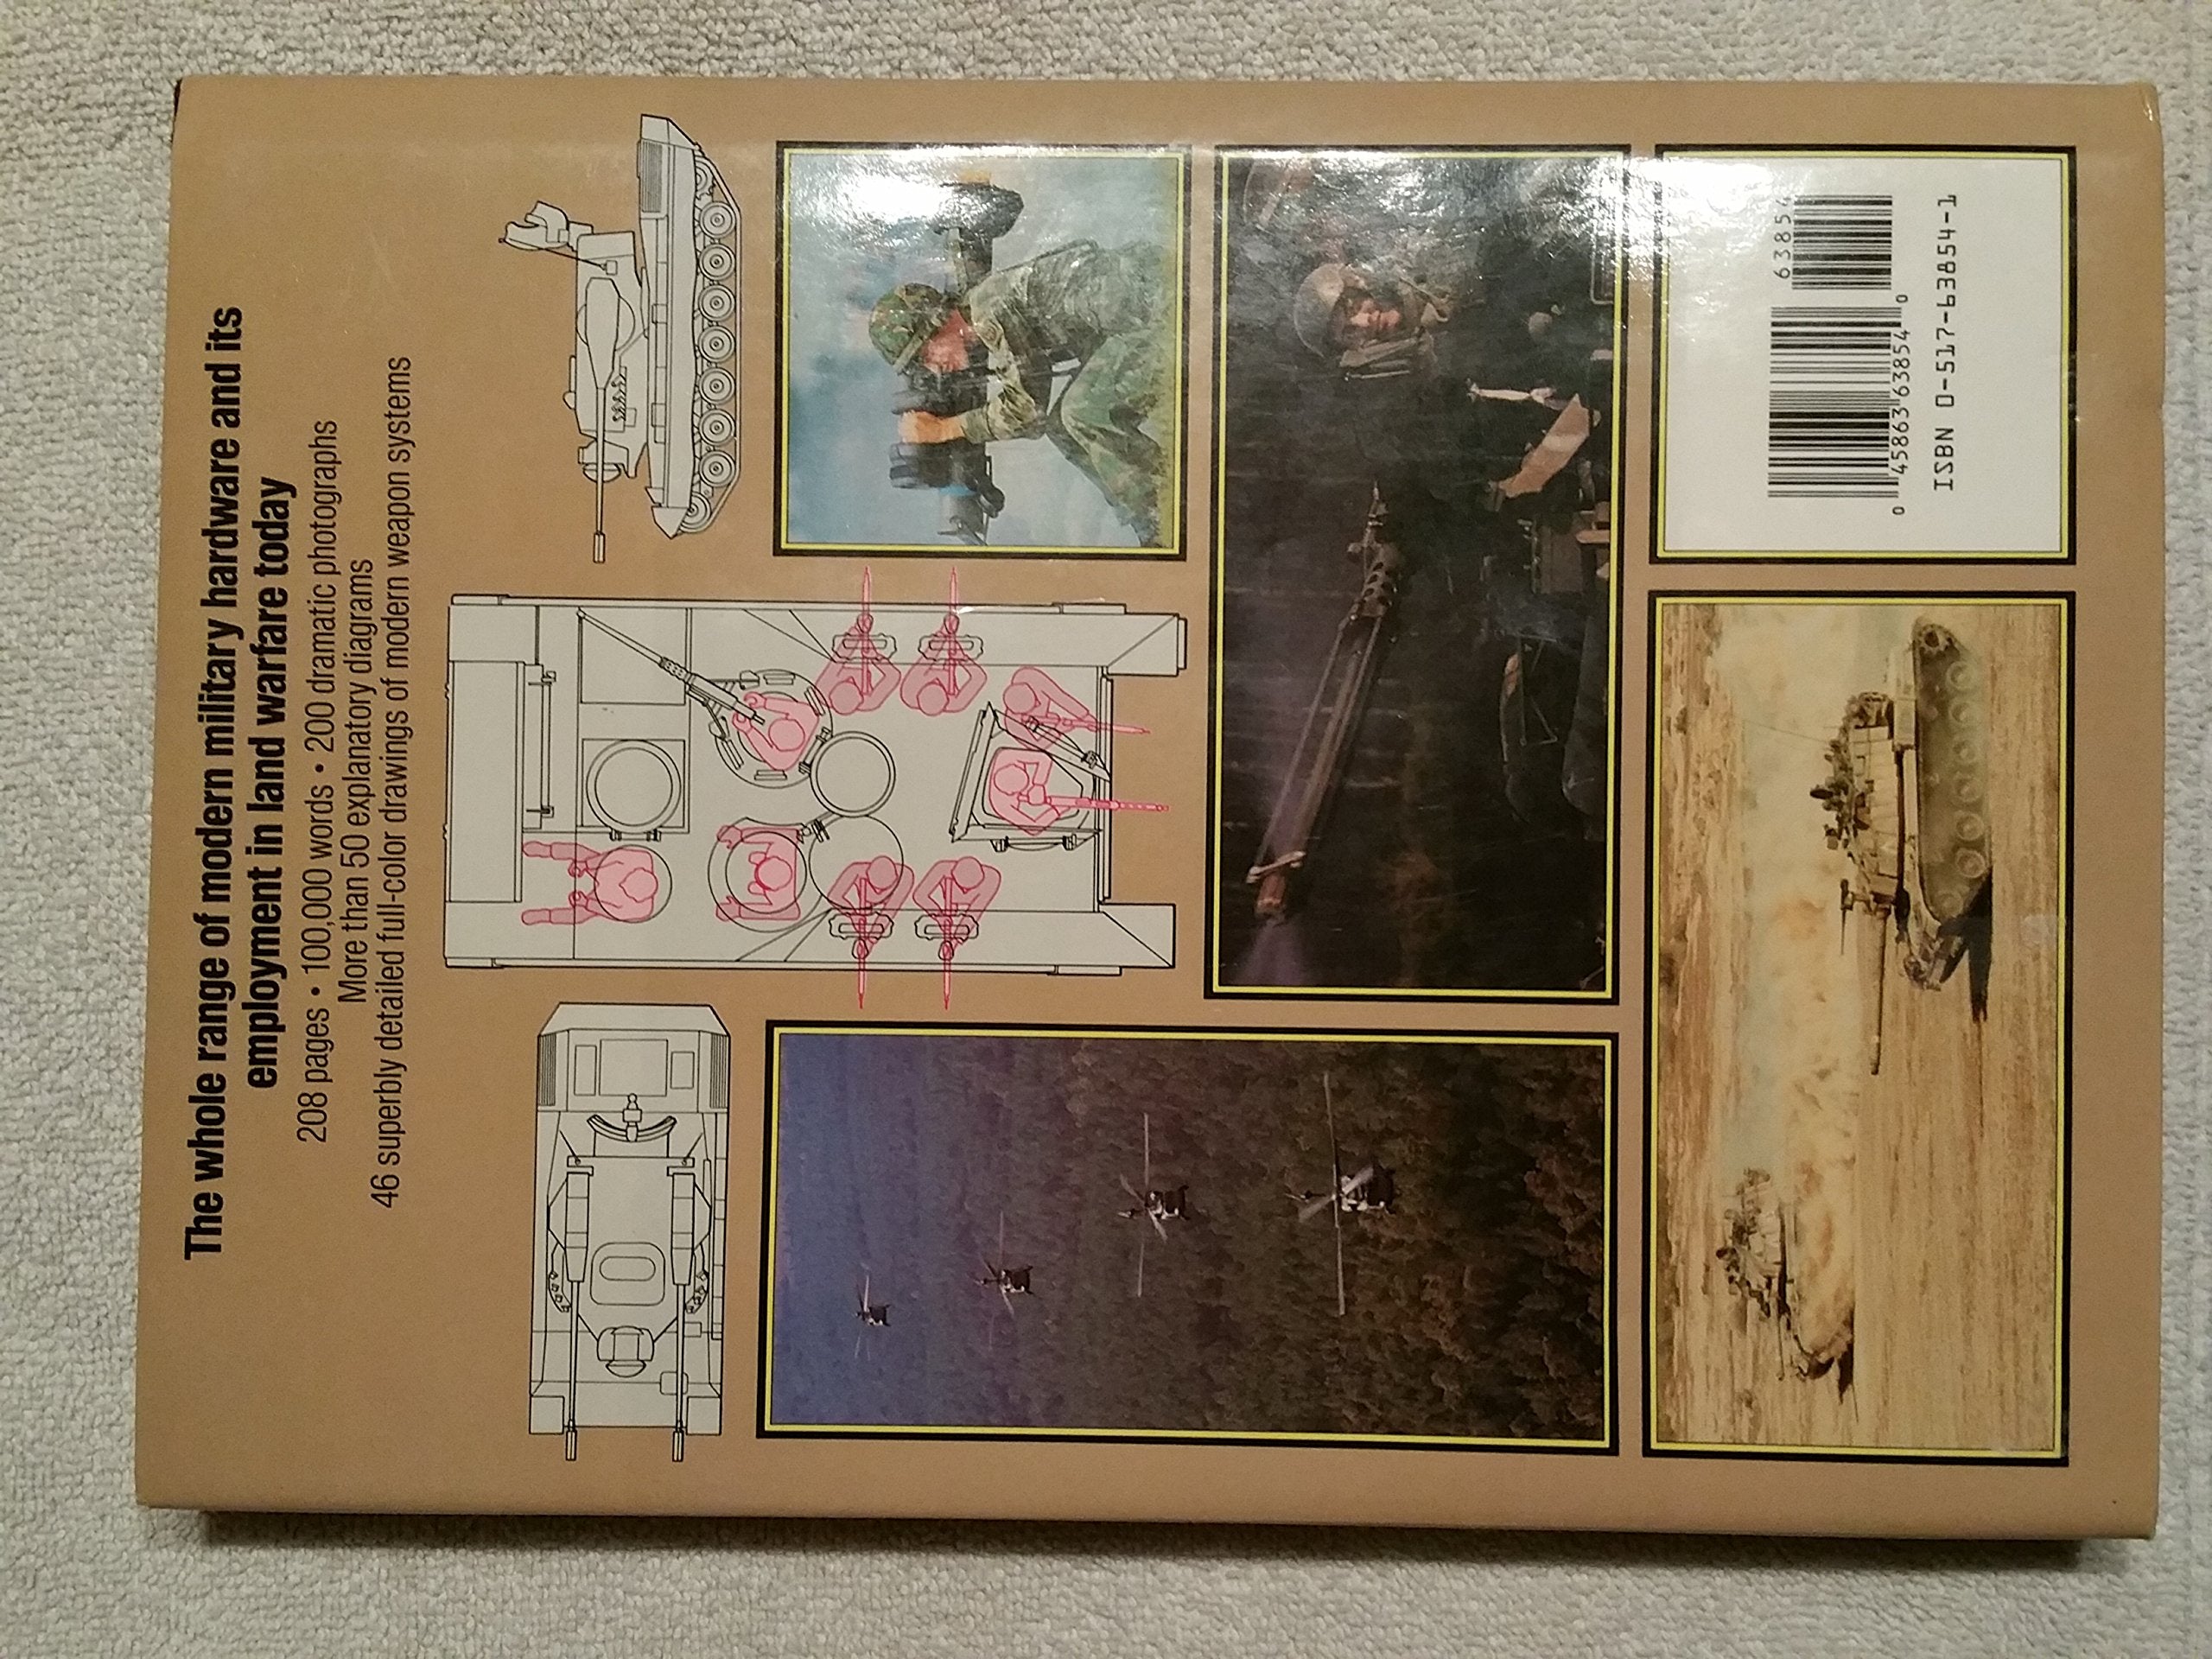 The whole range of modern military hardware and its
employment in land warfare today
208 pages • 100,000 words • 200 dramatic photographs
More than 50 explanatory diagrams
46 superbly detailed full-color drawings of modern weapon systems
63854
0 45863 63854 0
ISBN 0-517-63854-1